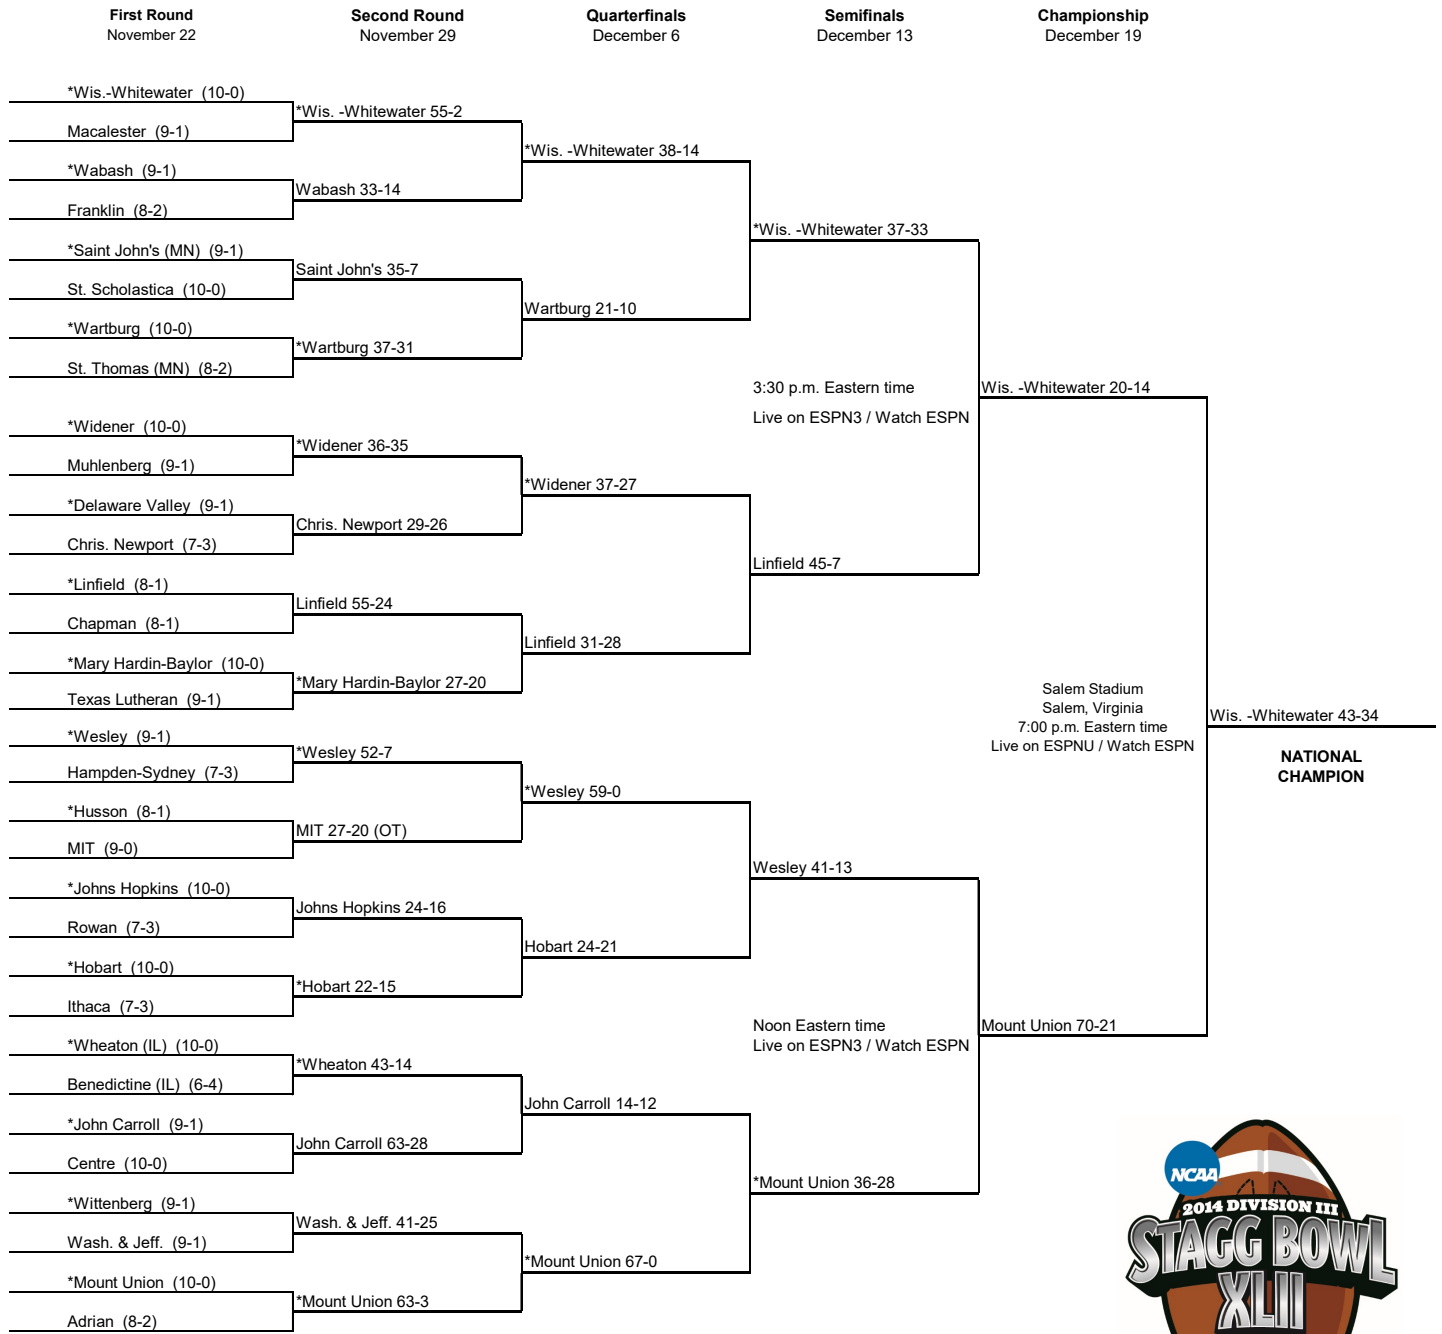 First Round
November 22
Second Round
November 29
Quarterfinals
December 6
Semifinals
December 13
Championship
December 19
*Wis.-Whitewater (10-0)
Macalester (9-1)
*Wabash (9-1)
Franklin (8-2)
*Saint John's (MN) (9-1)
St. Scholastica (10-0)
*Wartburg (10-0)
St. Thomas (MN) (8-2)
*Widener (10-0)
Muhlenberg (9-1)
*Delaware Valley (9-1)
Chris. Newport (7-3)
*Linfield (8-1)
Chapman (8-1)
*Mary Hardin-Baylor (10-0)
Texas Lutheran (9-1)
*Wesley (9-1)
Hampden-Sydney (7-3)
*Husson (8-1)
MIT (9-0)
*Johns Hopkins (10-0)
Rowan (7-3)
*Hobart (10-0)
Ithaca (7-3)
*Wheaton (IL) (10-0)
Benedictine (IL) (6-4)
*John Carroll (9-1)
Centre (10-0)
*Wittenberg (9-1)
Wash. & Jeff. (9-1)
*Mount Union (10-0)
Adrian (8-2)
*Wis. -Whitewater 55-2
Wabash 33-14
Saint John's 35-7
*Wartburg 37-31
*Widener 36-35
Chris. Newport 29-26
Linfield 55-24
*Mary Hardin-Baylor 27-20
*Wesley 52-7
MIT 27-20 (OT)
Johns Hopkins 24-16
*Hobart 22-15
*Wheaton 43-14
John Carroll 63-28
Wash. & Jeff. 41-25
*Mount Union 63-3
*Wis. -Whitewater 38-14
Wartburg 21-10
*Widener 37-27
Linfield 31-28
*Wesley 59-0
Hobart 24-21
John Carroll 14-12
*Mount Union 67-0
*Wis. -Whitewater 37-33
3:30 p.m. Eastern time
Live on ESPN3 / Watch ESPN
Linfield 45-7
Wesley 41-13
Noon Eastern time
Live on ESPN3 / Watch ESPN
*Mount Union 36-28
Wis. -Whitewater 20-14
Salem Stadium
Salem, Virginia
7:00 p.m. Eastern time
Live on ESPNU / Watch ESPN
Mount Union 70-21
Wis. -Whitewater 43-34
NATIONAL
CHAMPION
NCAA
2014 DIVISION III
STAGG BOWL
XLII